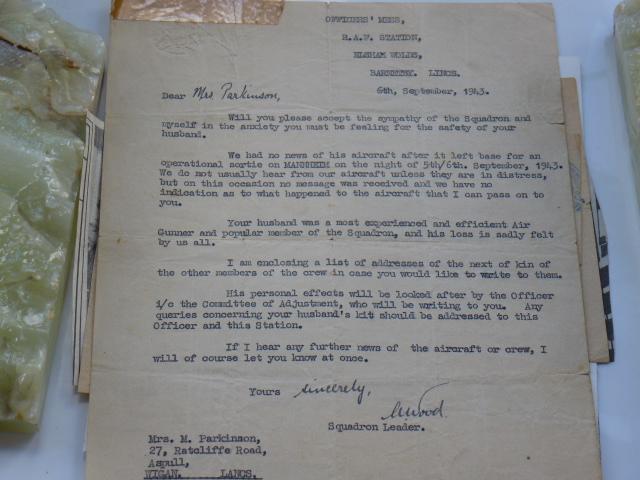 OFFICERS' MESS,
R.A.F. STATION,
ELSHAM WOLDS,
BARNETBY. LINCS.
6th, September, 1943.
Dear Mrs Parkinson,
Will you please accept the sympathy of the Squadron and
myself in the anxiety you must be feeling for the safety of your
husband.
We had no news of his aircraft after it left base for an
operational sortie on MANNHEIM on the night of 5th/6th. September, 1943.
We do not usually hear from our aircraft unless they are in distress,
but on this occasion no message was received and we have no
indication as to what happened to the aircraft that I can pass on to
you.
Your husband was a most experienced and efficient Air
Gunner and popular member of the Squadron, and his loss is sadly felt
by us all.
I am enclosing a list of addresses of the next of kin of
the other members of the crew in case you would like to write to them.
His personal effects will be looked after by the Officer
i/c the Committee of Adjustment, who will be writing to you. Any
queries concerning your husband's kit should be addressed to this
Officer and this Station.
If I hear any further news of the aircraft or crew, I
will of course let you know at once.
Yours sincerely,
Wood.
Squadron Leader.
Mrs. M. Parkinson,
27, Ratcliffe Road,
Aspull,
WIGAN. LANCS.